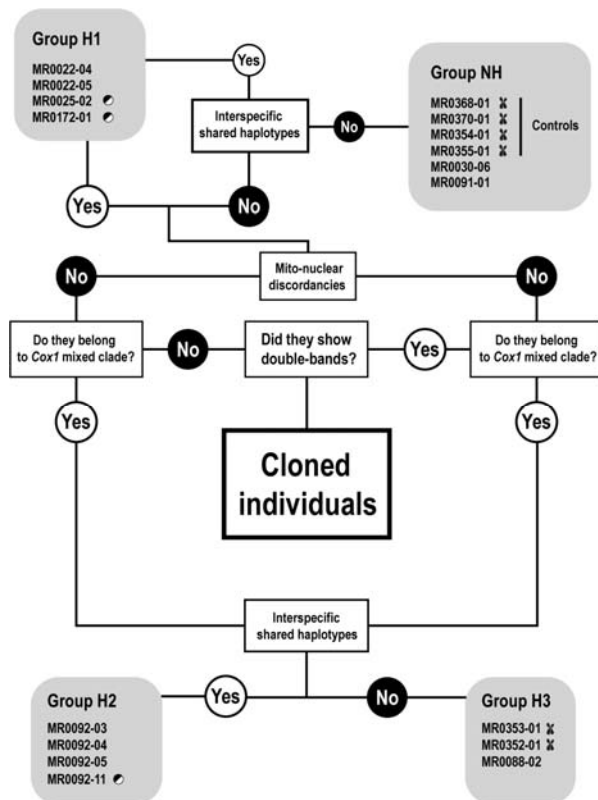 Group H1
MR0022-04
MR0022-05
MR0025-02
MR0172-01
Yes
Interspecific
shared haplotypes
No
Group NH
MR0368-01
MR0370-01
MR0354-01
MR0355-01
MR0030-06
MR0091-01
Controls
Yes
No
Mito-nuclear
discordancies
No
No
Do they belong
to Cox1 mixed clade?
No
Did they show
double-bands?
Yes
Do they belong
to Cox1 mixed clade?
Yes
Yes
Cloned
individuals
Interspecific
shared haplotypes
Group H2
MR0092-03
MR0092-04
MR0092-05
MR0092-11
Yes
No
Group H3
MR0353-01
MR0352-01
MR0088-02